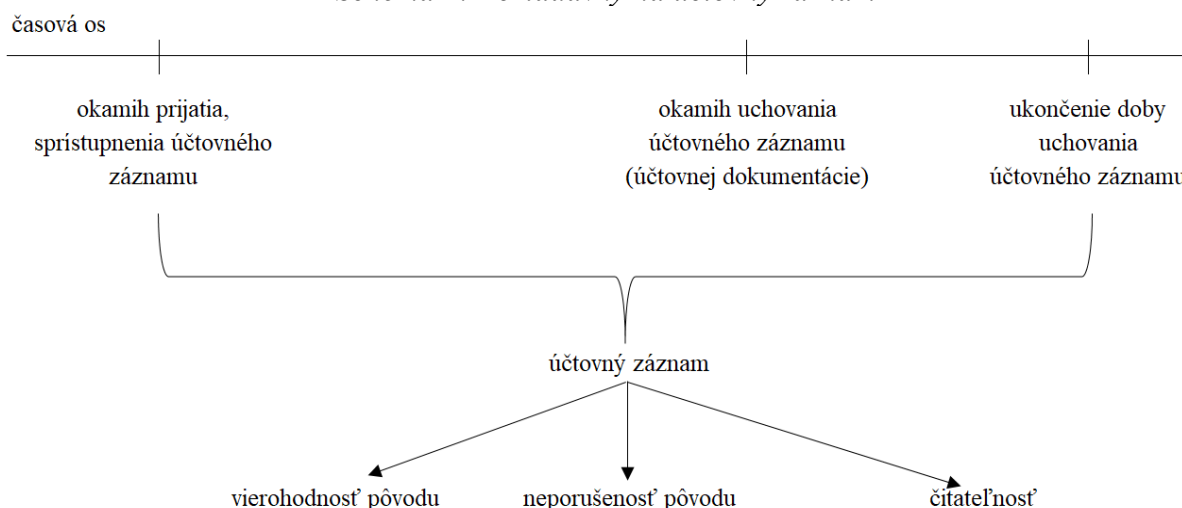 časová os
okamih prijatia,
sprístupnenia účtovného
záznamu
okamih uchovania
účtovného záznamu
(účtovnej dokumentácie)
ukončenie doby
uchovania
účtovného záznamu
účtovný záznam
vierohodnosť pôvodu
neporušenosť pôvodu
čitateľnosť